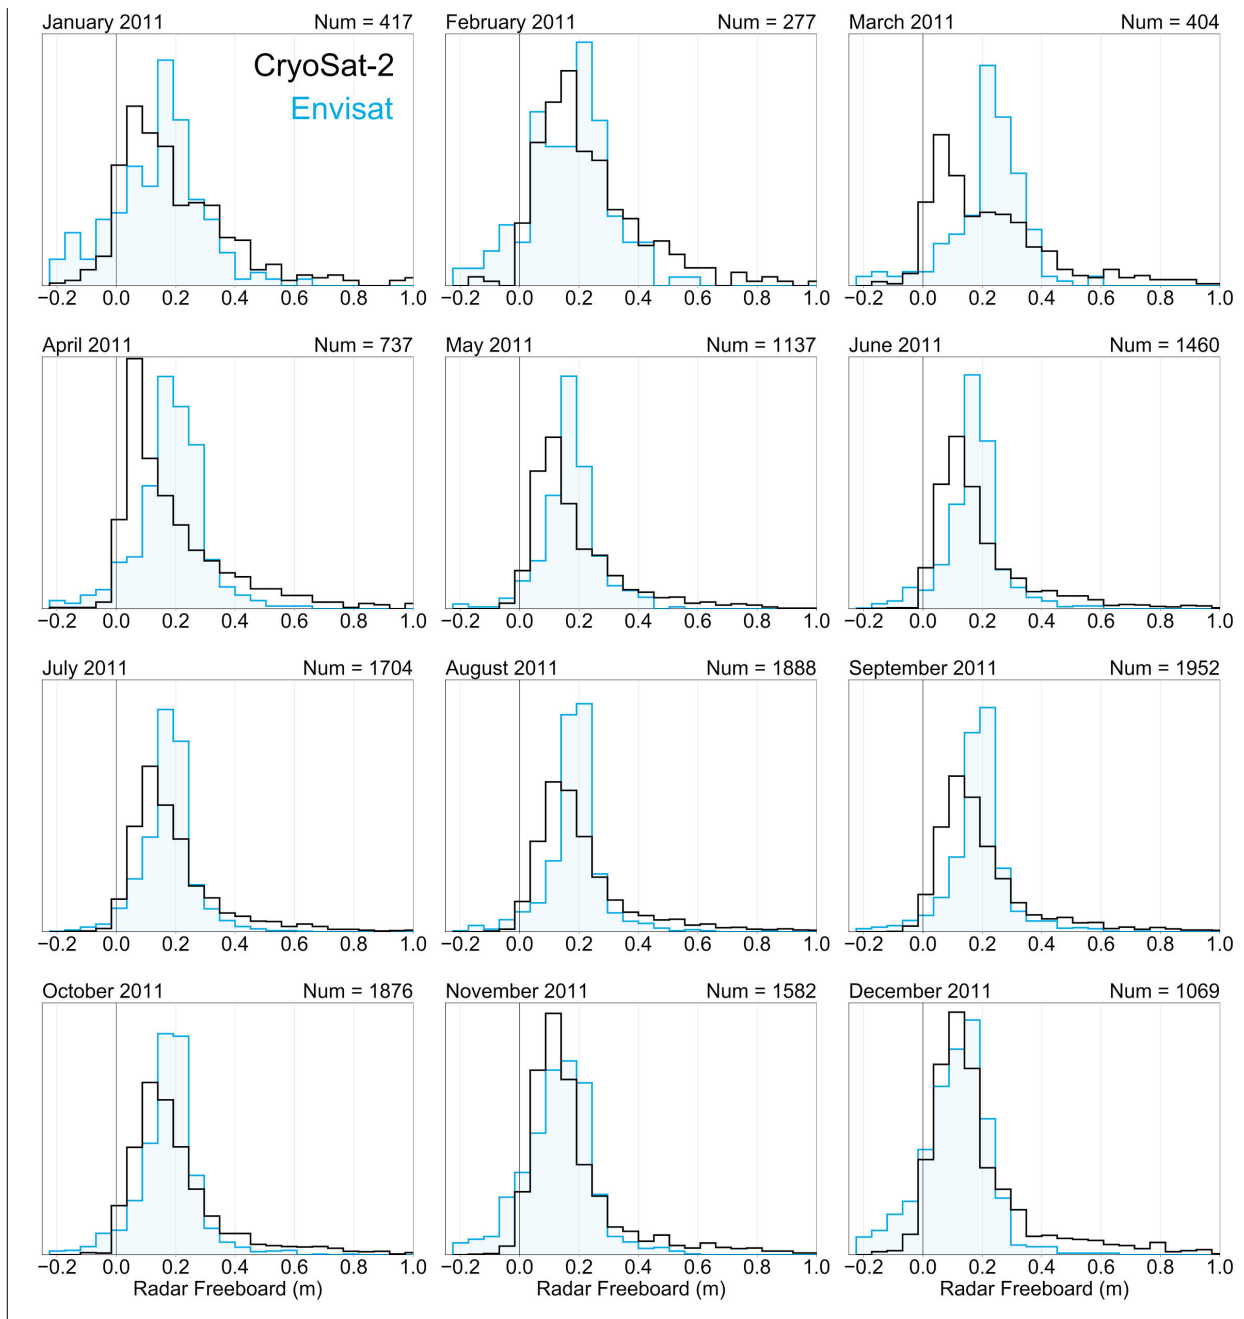 January 2011 Num = 417 February 2011 Num = 277 March 2011 Num = 404
CryoSat-2
Envisat
−0.2 0.0 0.2 0.4 0.6 0.8 1.0 −0.2 0.0 0.2 0.4 0.6 0.8 1.0 −0.2 0.0 0.2 0.4 0.6 0.8 1.0
April 2011 Num = 737 May 2011 Num = 1137 June 2011 Num = 1460
−0.2 0.0 0.2 0.4 0.6 0.8 1.0 −0.2 0.0 0.2 0.4 0.6 0.8 1.0 −0.2 0.0 0.2 0.4 0.6 0.8 1.0
July 2011 Num = 1704 August 2011 Num = 1888 September 2011 Num = 1952
−0.2 0.0 0.2 0.4 0.6 0.8 1.0 −0.2 0.0 0.2 0.4 0.6 0.8 1.0 −0.2 0.0 0.2 0.4 0.6 0.8 1.0
October 2011 Num = 1876 November 2011 Num = 1582 December 2011 Num = 1069
−0.2 0.0 0.2 0.4 0.6 0.8 1.0 −0.2 0.0 0.2 0.4 0.6 0.8 1.0 −0.2 0.0 0.2 0.4 0.6 0.8 1.0
Radar Freeboard (m) Radar Freeboard (m) Radar Freeboard (m)